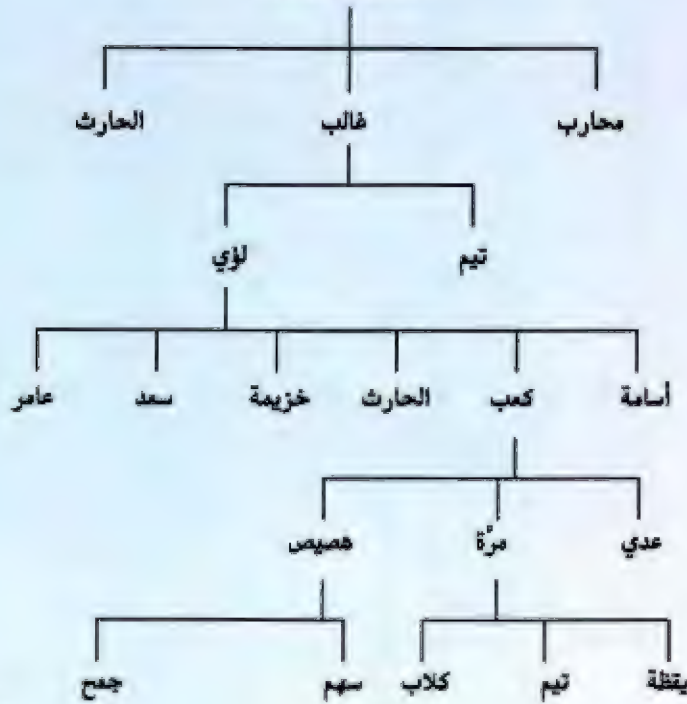 محارب غالب الحارث
تيم لؤي
أسامة كعب الحارث خزيمة سعد عامر
عدي مرّة هصيص
يقظة تيم كلاب سهم جمح